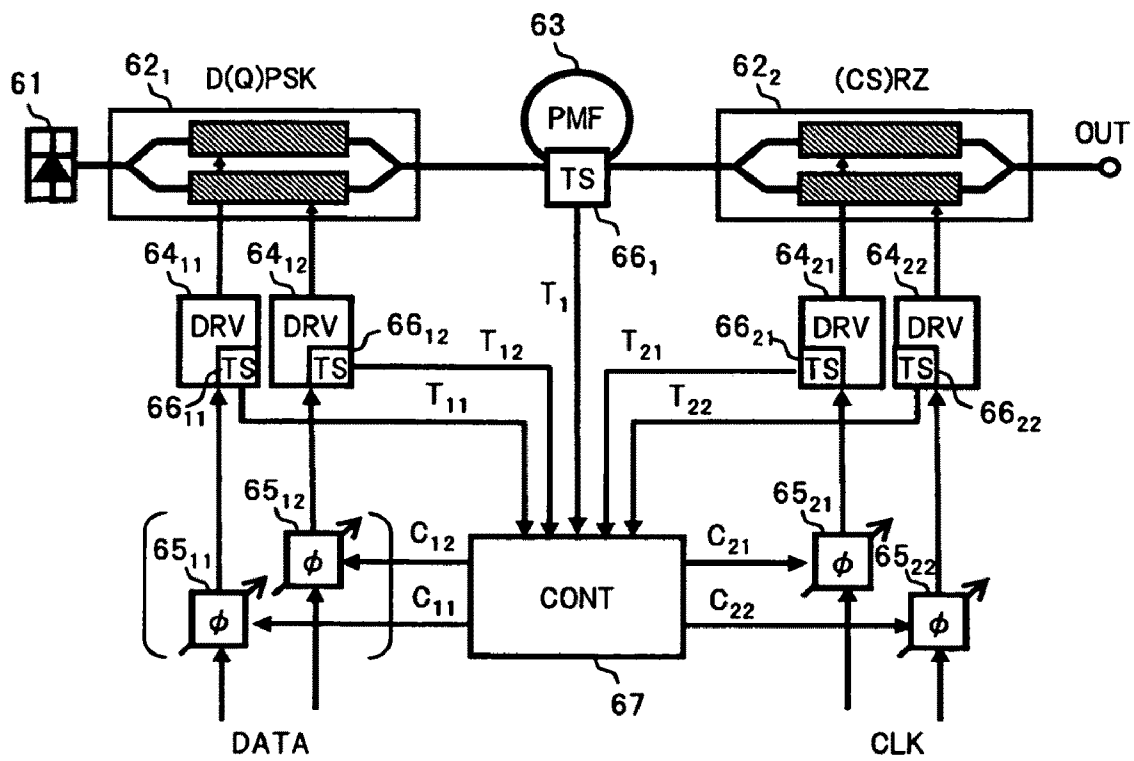 63
61
62₁
D(Q)PSK
62₂
(CS)RZ
PMF
OUT
TS
66₁
64₁₁
64₁₂
64₂₁
64₂₂
T₁
DRV
DRV
DRV
DRV
66₁₂
66₂₁
TS
TS
TS
TS
T₁₂
T₂₁
66₁₁
T₁₁
T₂₂
66₂₂
65₁₂
65₂₁
65₁₁
C₁₂
C₂₁
65₂₂
ϕ
ϕ
CONT
C₁₁
C₂₂
ϕ
ϕ
67
DATA
CLK